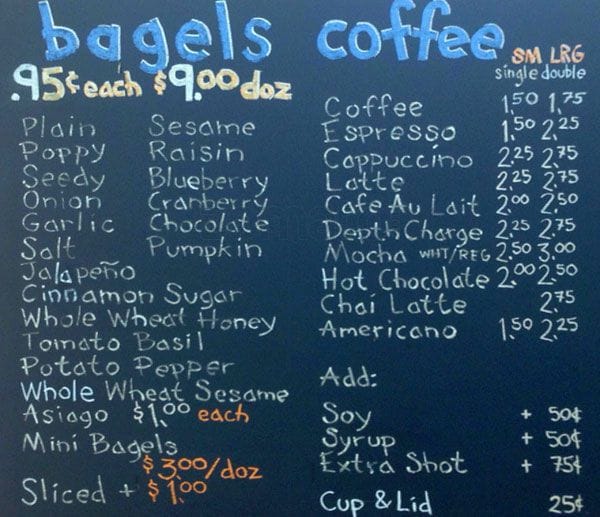 bagels
.95¢ each $9.00 doz
Plain Sesame
Poppy Raisin
Seedy Blueberry
Onion Cranberry
Garlic Chocolate
Salt Pumpkin
Jalapeño
Cinnamon Sugar
Whole Wheat Honey
Tomato Basil
Potato Pepper
Whole Wheat Sesame
Asiago $1.00 each
Mini Bagels
$3.00/doz
Sliced + $1.00
coffee
SM LRG
single double
Coffee 1.50 1.75
Espresso 1.50 2.25
Cappuccino 2.25 2.75
Latte 2.25 2.75
Cafe Au Lait 2.00 2.50
Depth Charge 2.25 2.75
Mocha WHT/REG 2.50 3.00
Hot Chocolate 2.00 2.50
Chai Latte 2.75
Americano 1.50 2.25
Add:
Soy + 50¢
Syrup + 50¢
Extra Shot + 75¢
Cup & Lid 25¢